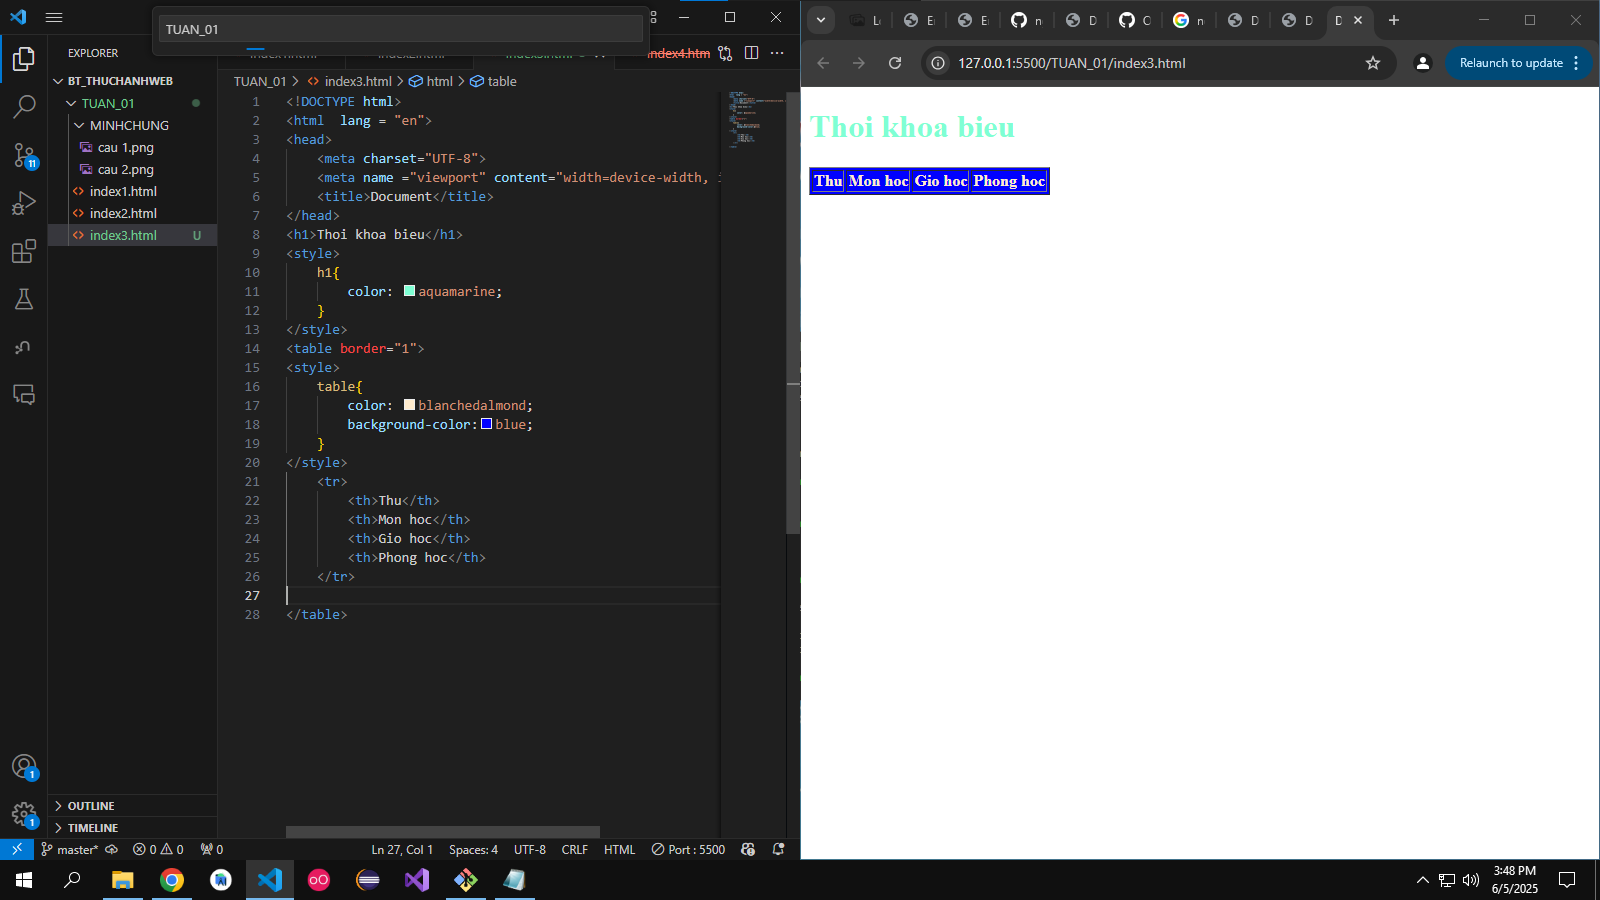 TUAN_01
EXPLORER
BT_THUCHANHWEB
TUAN_01
MINHCHUNG
cau 1.png
cau 2.png
index1.html
index2.html
index3.html U
11
1
1
OUTLINE
TIMELINE
index4.htm
TUAN_01 > index3.html > html > table
1 <!DOCTYPE html>
2 <html  lang = "en">
3 <head>
4     <meta charset="UTF-8">
5     <meta name ="viewport" content="width=device-width,
6     <title>Document</title>
7 </head>
8 <h1>Thoi khoa bieu</h1>
9 <style>
10     h1{
11         color: aquamarine;
12     }
13 </style>
14 <table border="1">
15 <style>
16     table{
17         color: blanchedalmond;
18         background-color: blue;
19     }
20 </style>
21     <tr>
22         <th>Thu</th>
23         <th>Mon hoc</th>
24         <th>Gio hoc</th>
25         <th>Phong hoc</th>
26     </tr>
27
28 </table>
master* 0 0 0 Ln 27, Col 1 Spaces: 4 UTF-8 CRLF HTML Port : 5500
127.0.0.1:5500/TUAN_01/index3.html
Relaunch to update
Thoi khoa bieu
Thu Mon hoc Gio hoc Phong hoc
3:48 PM
6/5/2025